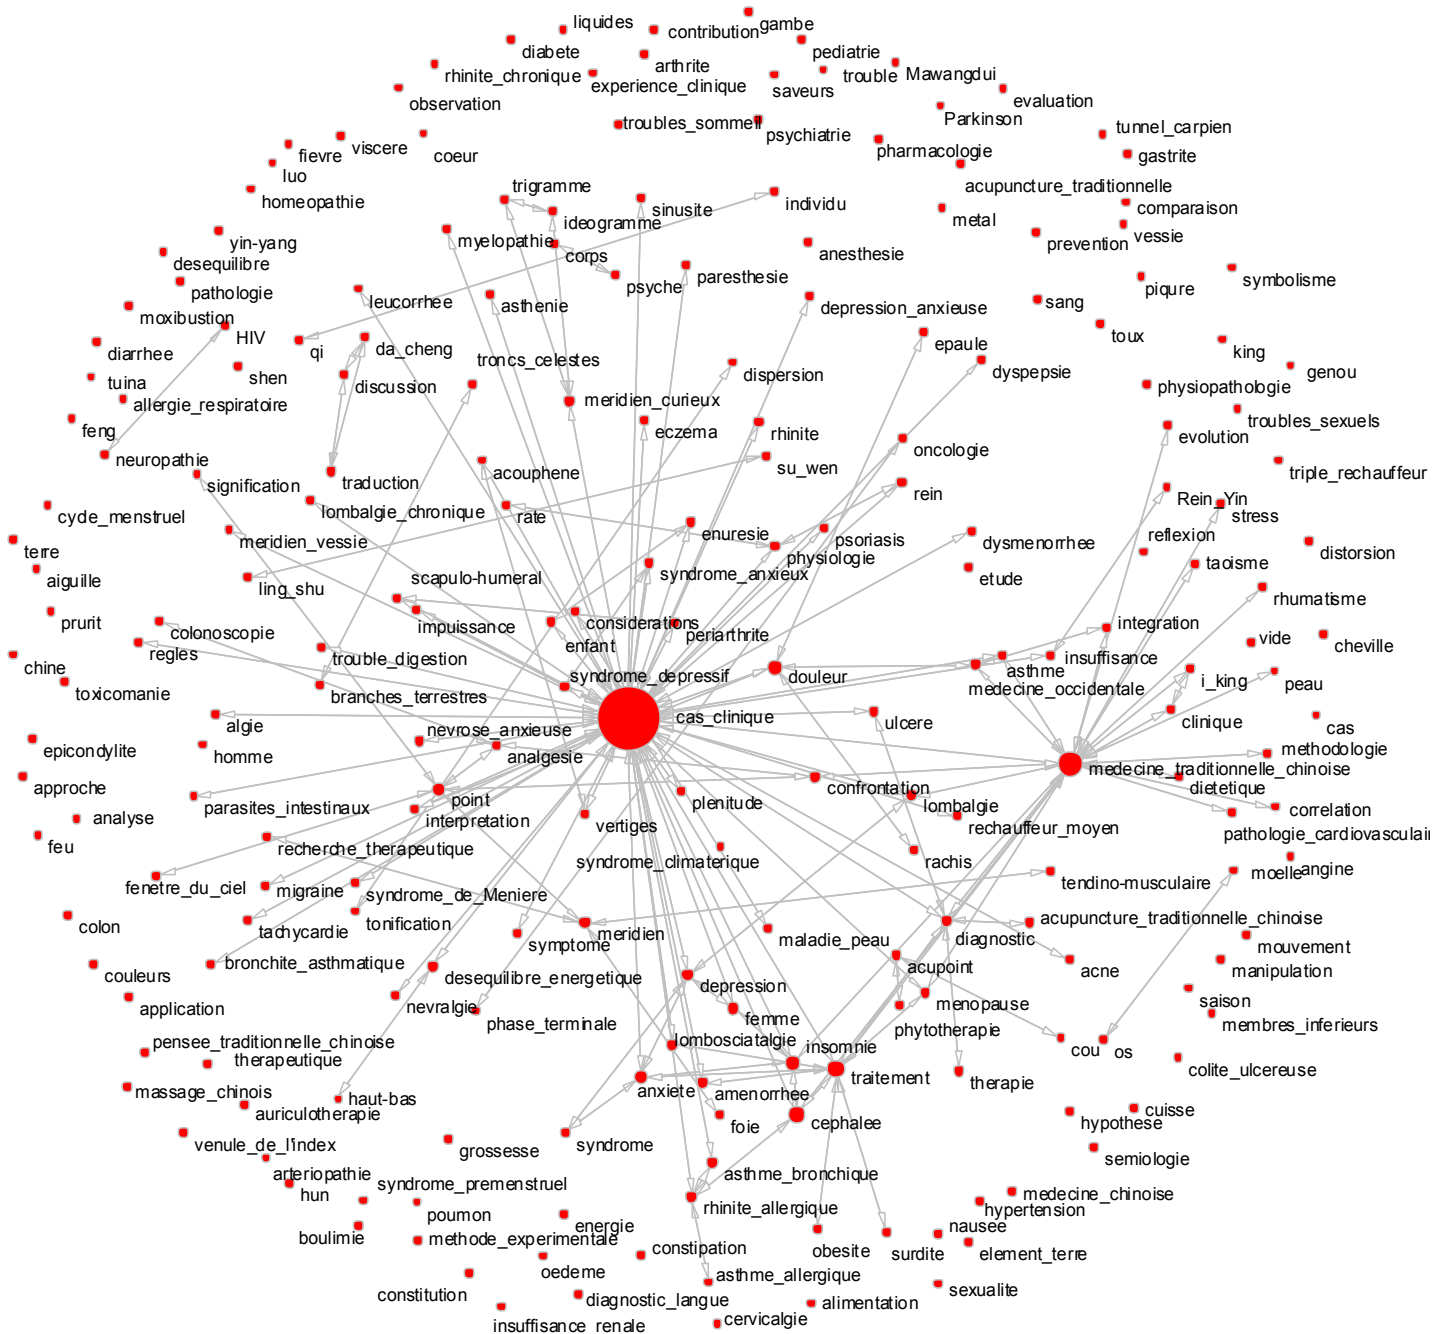 gambe
liquides
contribution
diabete
pediatrie
arthrite
rhinite_chronique
experience_clinique
trouble
Mawangdui
saveurs
observation
evaluation
Parkinson
troubles_sommeil
psychiatrie
tunnel_carpien
viscere
coeur
pharmacologie
fievre
gastrite
luo
trigramme
acupuncture_traditionnelle
homeopathie
individu
sinusite
comparaison
ideogramme
metal
yin-yang
myelopathie
vessie
prevention
corps
anesthesie
desequilibre
paresthesie
symbolisme
psyche
piqure
pathologie
leucorrhee
asthenie
depression_anxieuse
sang
moxibustion
HIV
epaule
toux
da_cheng
qi
king
diarrhee
troncs_celestes
shen
discussion
dispersion
dyspepsie
genou
tuina
physiopathologie
allergie_respiratoire
meridien_curieux
troubles_sexuels
feng
eczema
rhinite
evolution
oncologie
neuropathie
acouphene
su_wen
triple_rechauffeur
signification
traduction
rein
Rein_Yin
lombalgie_chronique
rate
stress
cycle_menstruel
enuresie
psoriasis
reflexion
meridien_vessie
physiologie
dysmenorrhee
distorsion
terre
taoisme
scapulo-humeral
syndrome_anxieux
aiguille
ling_shu
etude
rhumatisme
prurit
considerations
integration
colonoscopie
impuissance
periarthrite
vide
cheville
regles
enfant
insuffisance
trouble_digestion
asthme
chine
syndrome_depressif
douleur
i_king
peau
toxicomanie
branches_terrestres
medecine_occidentale
algie
cas_clinique
ulcere
clinique
cas
nevrose_anxieuse
epicondylite
homme
analgesie
methodologie
medecine_traditionnelle_chinoise
approche
confrontation
dietetique
parasites_intestinaux
point
plenitude
lombalgie
correlation
analyse
interpretation
vertiges
rechauffeur_moyen
pathologie_cardiovasculair
feu
recherche_therapeutique
syndrome_climaterique
rachis
moelle
angine
fenetre_du_ciel
migraine
syndrome_de_Meniere
tendino-musculaire
colon
tachycardie
tonification
meridien
acupuncture_traditionnelle_chinoise
symptome
maladie_peau
diagnostic
mouvement
couleurs
bronchite_asthmatique
desequilibre_energetique
acupoint
acne
manipulation
application
nevralgie
depression
menopause
saison
phase_terminale
femme
phytotherapie
membres_inferieurs
pensee_traditionnelle_chinoise
lombosciatalgie
insomnie
cou
os
therapeutique
colite_ulcereuse
massage_chinois
haut-bas
anxiete
amenorrhee
traitement
therapie
auriculotherapie
foie
cephalee
hypothese
cuisse
venule_de_l'index
grossesse
syndrome
semiologie
arteriopathie
asthme_bronchique
hun
syndrome_premenstruel
medecine_chinoise
rhinite_allergique
hypertension
poumon
energie
nausee
boulimie
methode_experimentale
constipation
obesite
surdite
element_terre
oedeme
asthme_allergique
constitution
sexualite
diagnostic_langue
alimentation
insuffisance_renale
cervicalgie